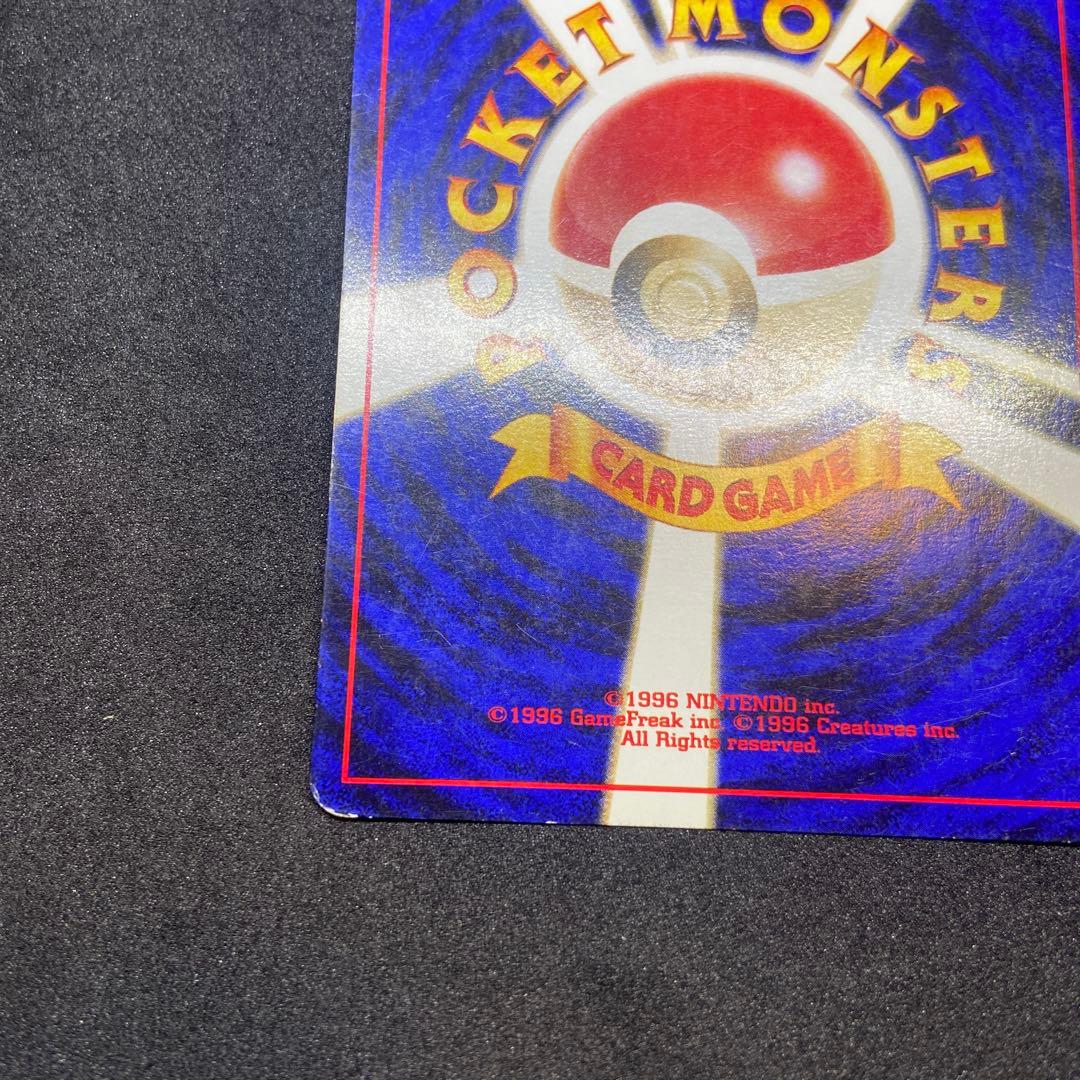 POCKET MONSTERS
CARD GAME
©1996 NINTENDO inc.
©1996 GameFreak inc ©1996 Creatures inc.
All Rights reserved.